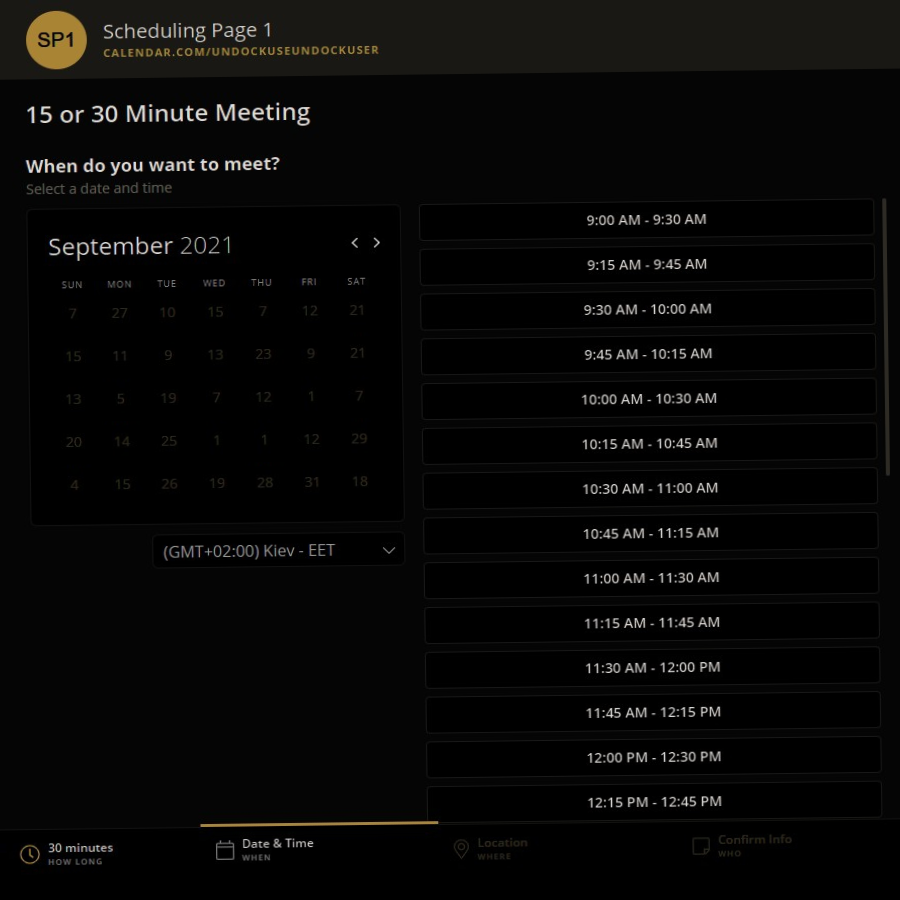 SP1
Scheduling Page 1
CALENDAR.COM/UNDOCKUSEUNDOCKUSER
15 or 30 Minute Meeting
When do you want to meet?
Select a date and time
September 2021
SUN MON TUE WED THU FRI SAT
7 27 10 15 7 12 21
15 11 9 13 23 9 21
13 5 19 7 12 1 7
20 14 25 1 1 12 29
4 15 26 19 28 31 18
(GMT+02:00) Kiev - EET
9:00 AM - 9:30 AM
9:15 AM - 9:45 AM
9:30 AM - 10:00 AM
9:45 AM - 10:15 AM
10:00 AM - 10:30 AM
10:15 AM - 10:45 AM
10:30 AM - 11:00 AM
10:45 AM - 11:15 AM
11:00 AM - 11:30 AM
11:15 AM - 11:45 AM
11:30 AM - 12:00 PM
11:45 AM - 12:15 PM
12:00 PM - 12:30 PM
12:15 PM - 12:45 PM
30 minutes
HOW LONG
Date & Time
WHEN
Location
WHERE
Confirm Info
WHO